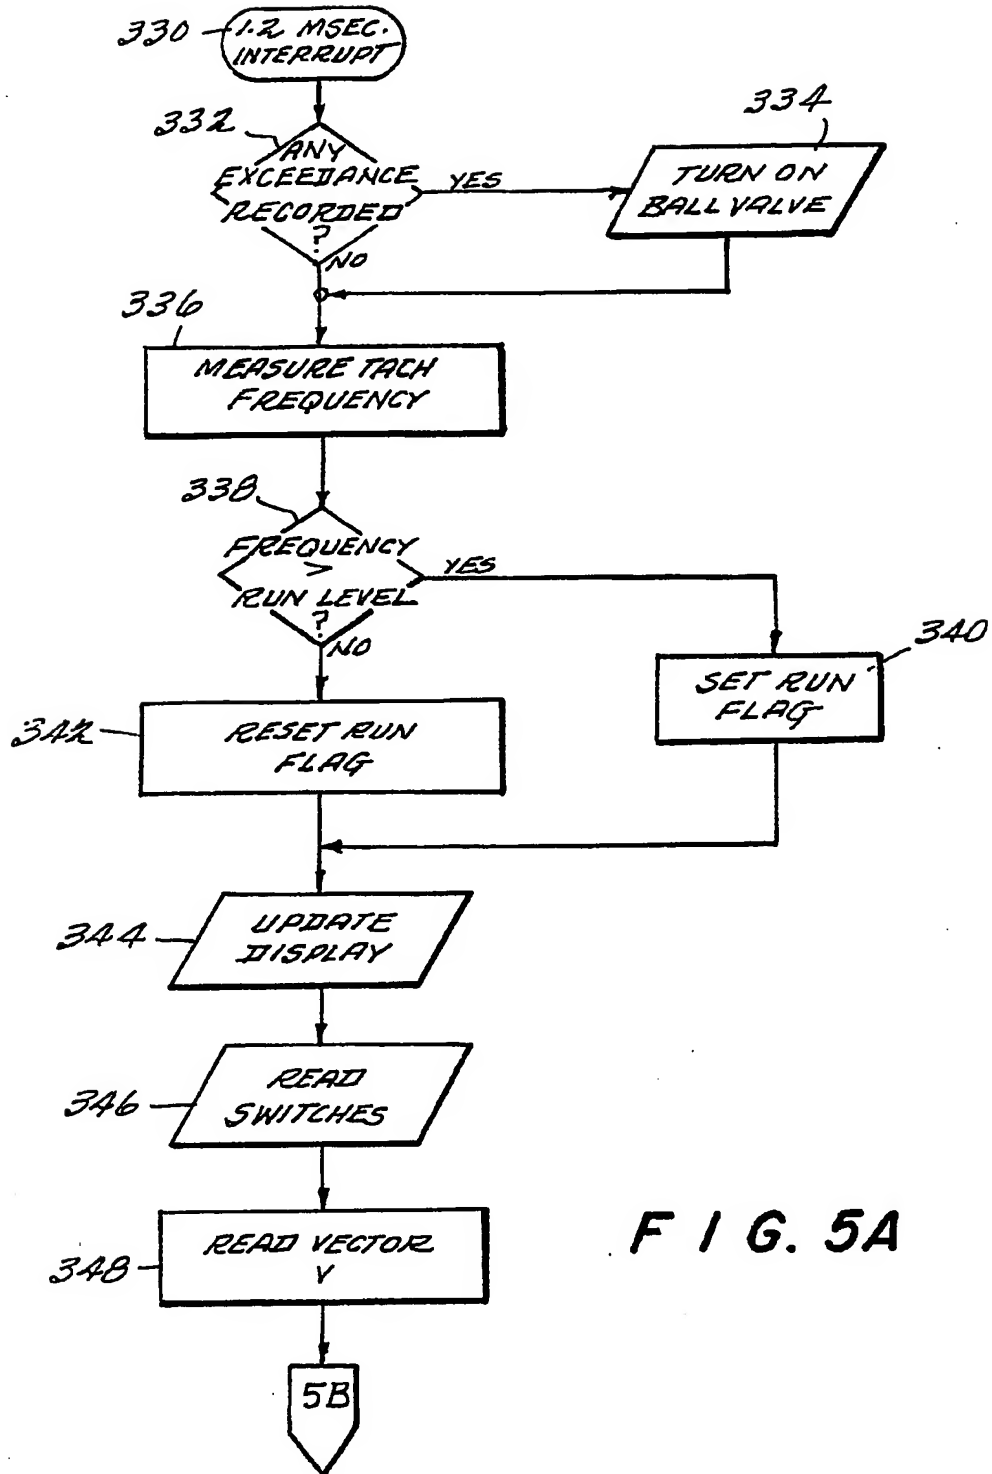 330
1.2 MSEC.
INTERRUPT
332
ANY
EXCEEDANCE
RECORDED
?
YES
NO
334
TURN ON
BALL VALVE
336
MEASURE TACH
FREQUENCY
338
FREQUENCY
>
RUN LEVEL
?
YES
NO
340
SET RUN
FLAG
342
RESET RUN
FLAG
344
UPDATE
DISPLAY
346
READ
SWITCHES
348
READ VECTOR
Y
5B
FIG. 5A